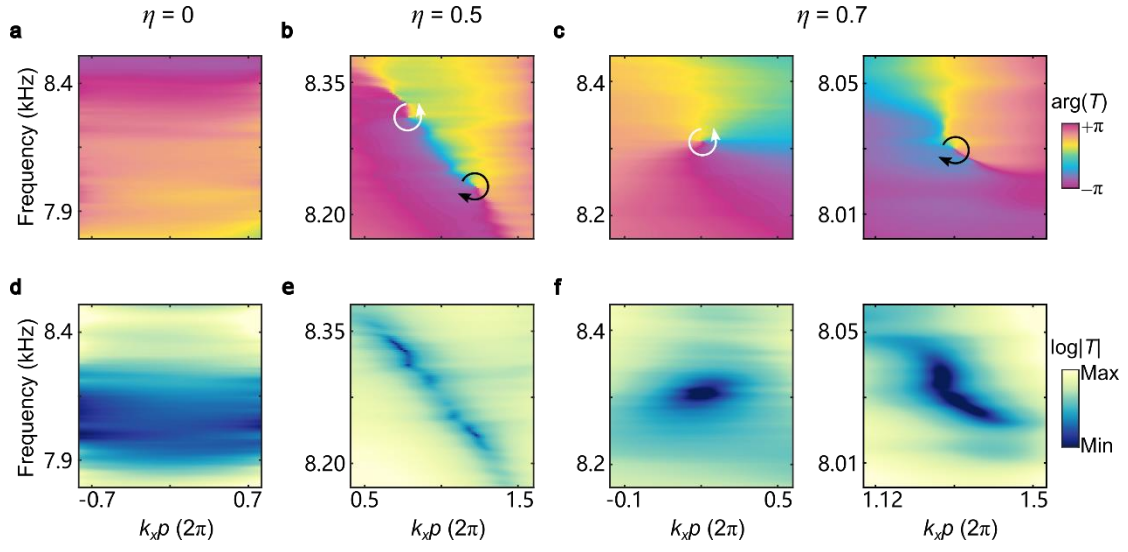 η = 0
η = 0.5
η = 0.7
a
b
c
Frequency (kHz)
8.4
7.9
8.35
8.20
8.4
8.2
8.05
8.01
arg(T)
+π
−π
d
e
f
Frequency (kHz)
8.4
7.9
8.35
8.20
8.4
8.2
8.05
8.01
log|T|
Max
Min
-0.7 0.7
0.5 1.5
-0.1 0.5
1.12 1.5
kₓp (2π)
kₓp (2π)
kₓp (2π)
kₓp (2π)